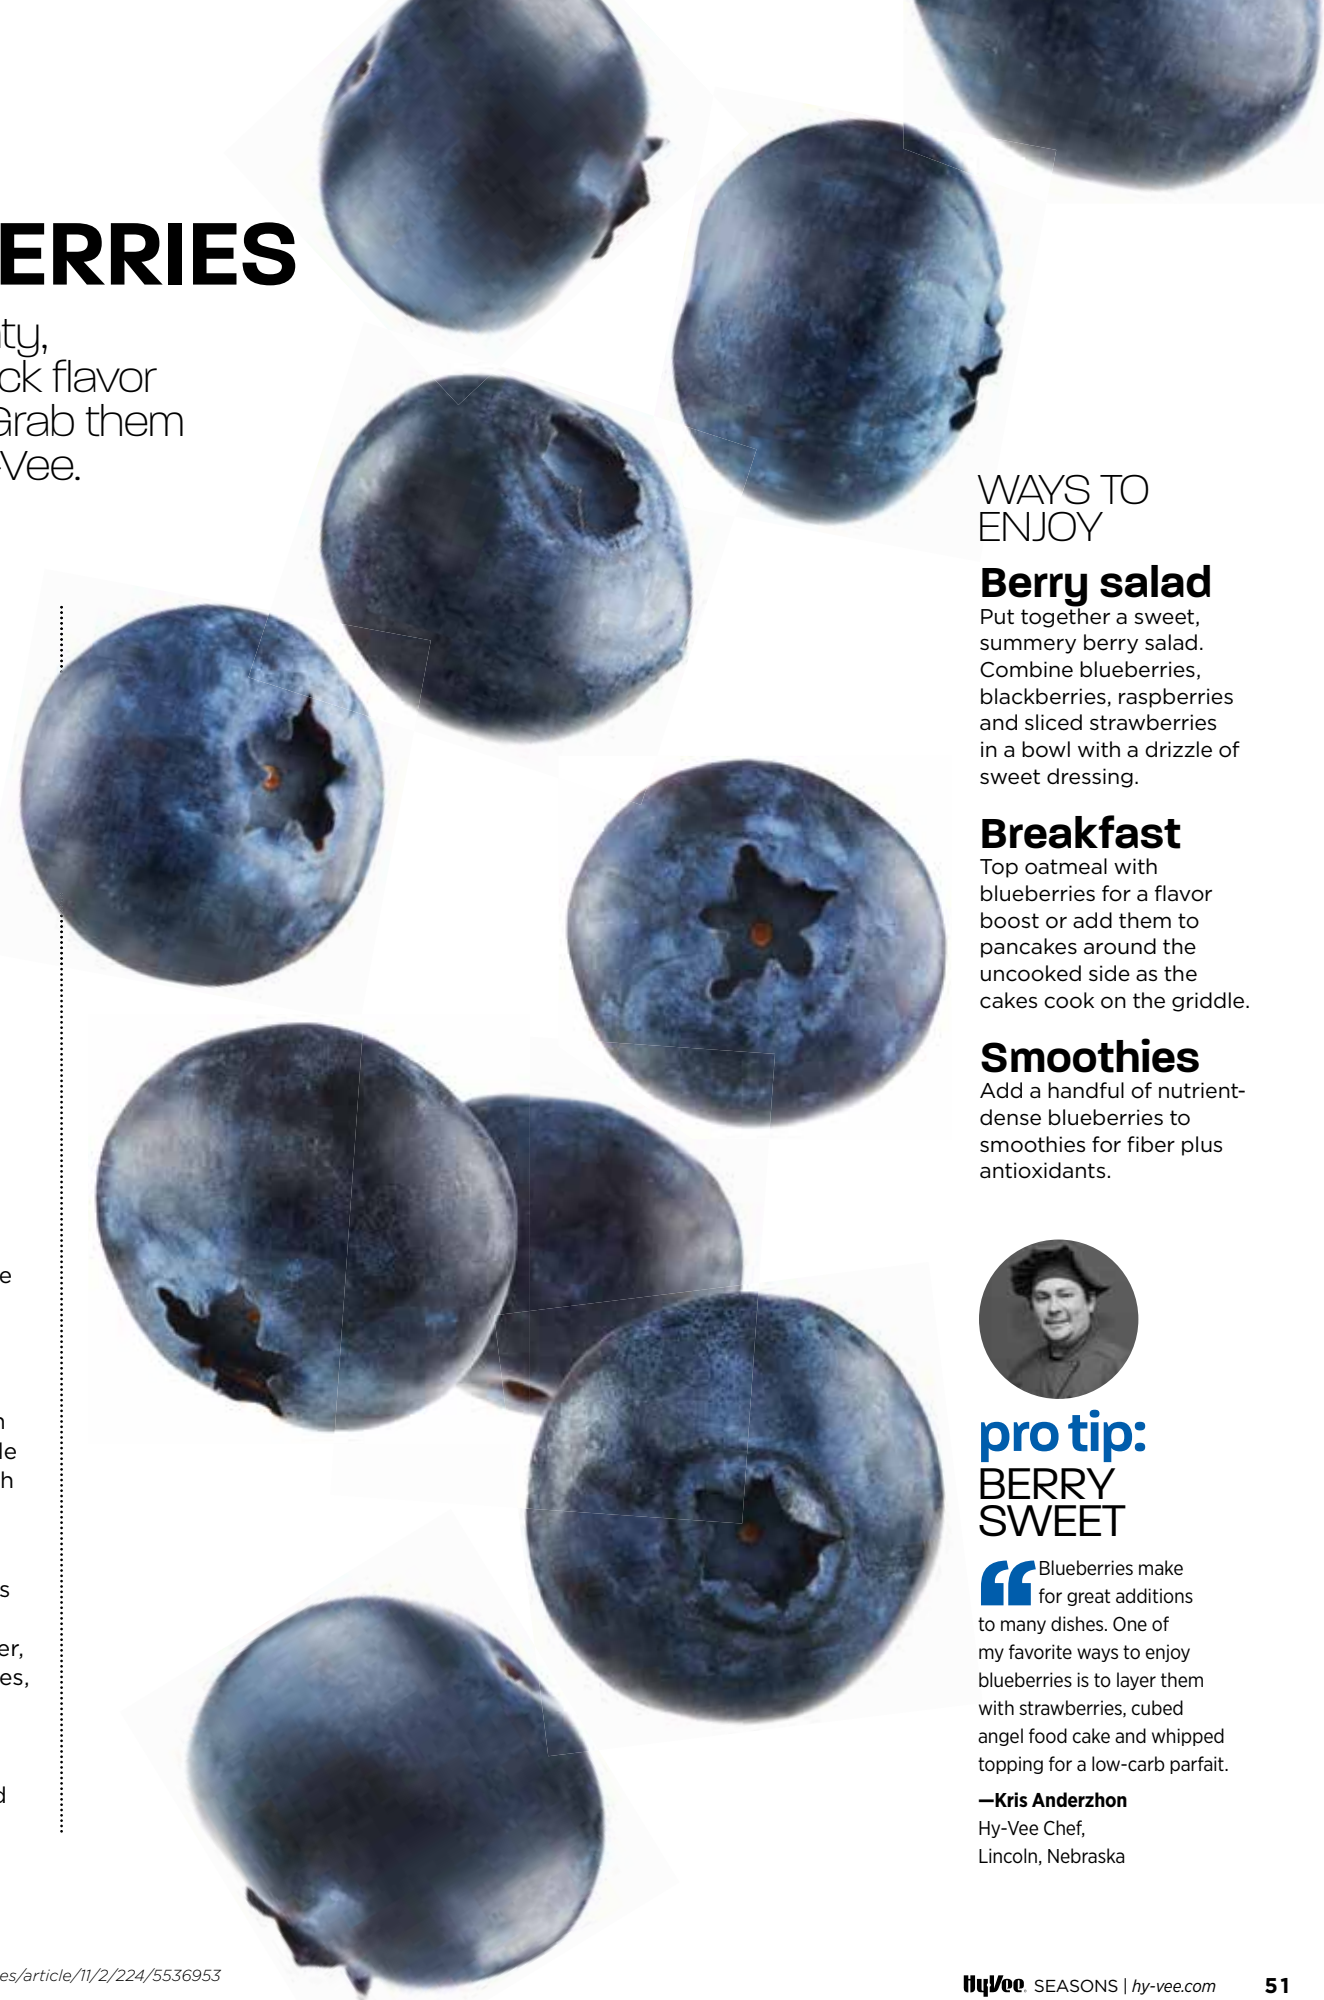 ERRIES
ty,
ck flavor
Grab them
-Vee.
e
n
le
h
s
er,
es,
d
WAYS TO
ENJOY
Berry salad
Put together a sweet,
summery berry salad.
Combine blueberries,
blackberries, raspberries
and sliced strawberries
in a bowl with a drizzle of
sweet dressing.
Breakfast
Top oatmeal with
blueberries for a flavor
boost or add them to
pancakes around the
uncooked side as the
cakes cook on the griddle.
Smoothies
Add a handful of nutrient-
dense blueberries to
smoothies for fiber plus
antioxidants.
pro tip:
BERRY
SWEET
“Blueberries make
for great additions
to many dishes. One of
my favorite ways to enjoy
blueberries is to layer them
with strawberries, cubed
angel food cake and whipped
topping for a low-carb parfait.
—Kris Anderzhon
Hy-Vee Chef,
Lincoln, Nebraska
es/article/11/2/224/5536953
HyVee SEASONS | hy-vee.com 51